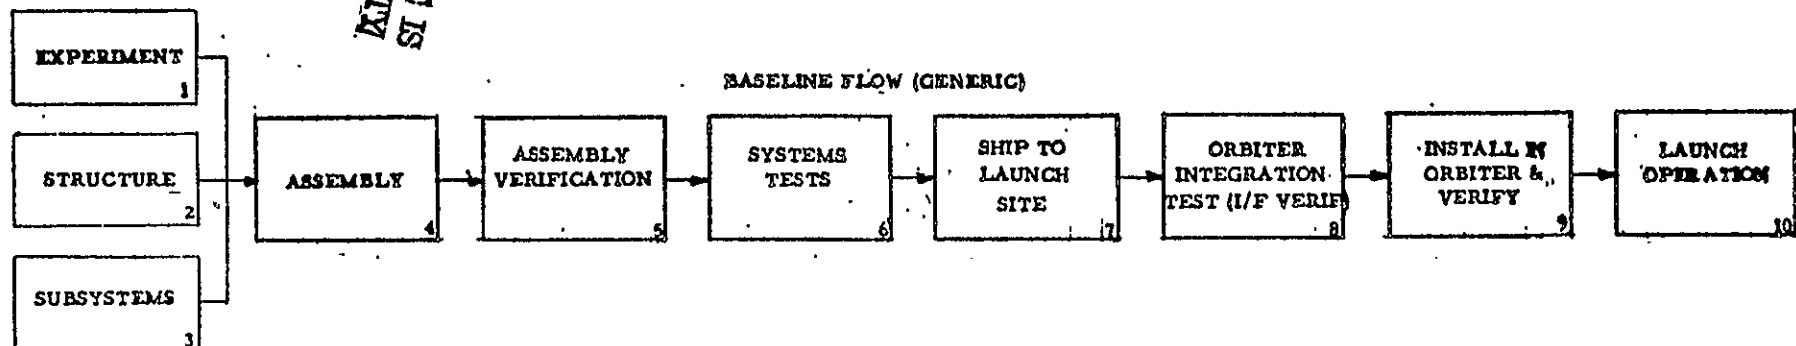 EXPERIMENT
1
BASELINE FLOW (GENERIC)
STRUCTURE
2
SUBSYSTEMS
3
ASSEMBLY
4
ASSEMBLY
VERIFICATION
5
SYSTEMS
TESTS
6
SHIP TO
LAUNCH
SITE
7
ORBITER
INTEGRATION
TEST (I/F VERIF)
8
INSTALL IN
ORBITER &
VERIFY
9
LAUNCH
OPERATION
10